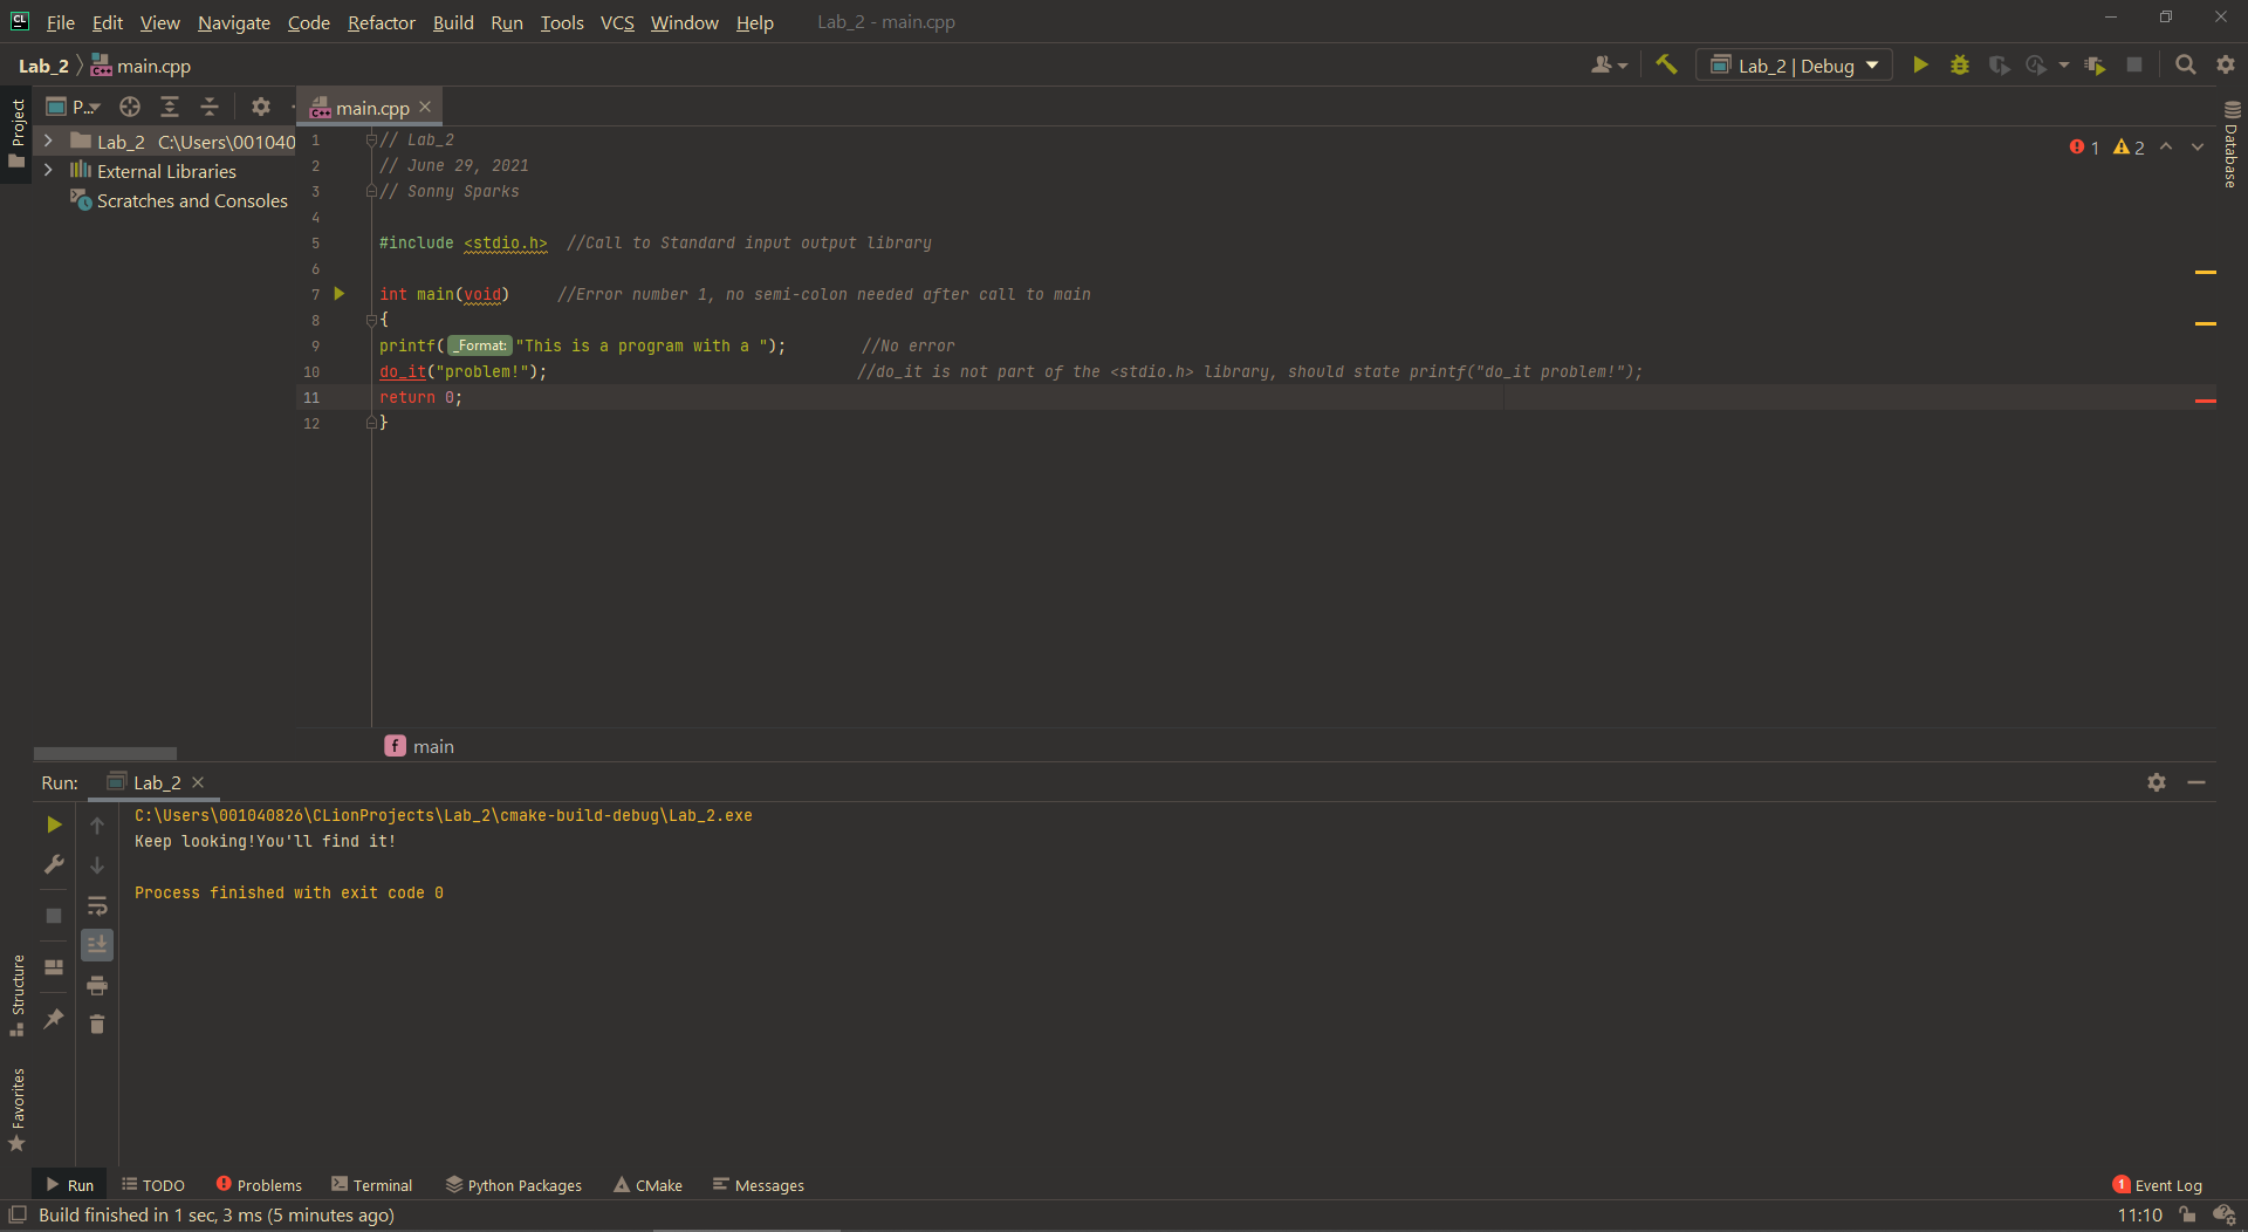 CL File Edit View Navigate Code Refactor Build Run Tools VCS Window Help Lab_2 - main.cpp
Lab_2 main.cpp Lab_2 | Debug
Project P... main.cpp
Lab_2 C:\Users\001040
External Libraries
Scratches and Consoles
1 // Lab_2
2 // June 29, 2021
3 // Sonny Sparks
4
5 #include <stdio.h> //Call to Standard input output library
6
7 int main(void) //Error number 1, no semi-colon needed after call to main
8 {
9 printf( _Format: "This is a program with a "); //No error
10 do_it("problem!"); //do_it is not part of the <stdio.h> library, should state printf("do_it problem!");
11 return 0;
12 }
1 2
Database
f main
Run: Lab_2
C:\Users\001040826\CLionProjects\Lab_2\cmake-build-debug\Lab_2.exe
Keep looking!You'll find it!
Process finished with exit code 0
Structure
Favorites
Run TODO Problems Terminal Python Packages CMake Messages 1 Event Log
Build finished in 1 sec, 3 ms (5 minutes ago) 11:10